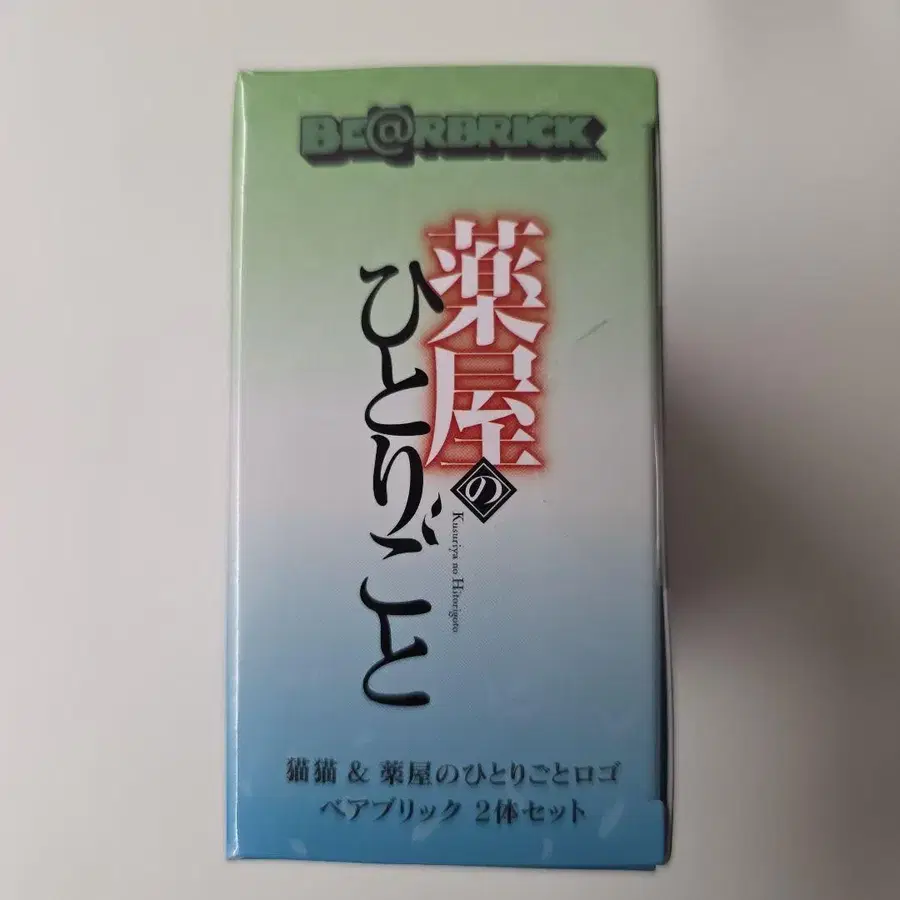 BE@RBRICK
薬屋の
ひとりごと
Kusuriya no Hitorigoto
猫猫 & 薬屋のひとりごとロゴ
ベアブリック 2体セット